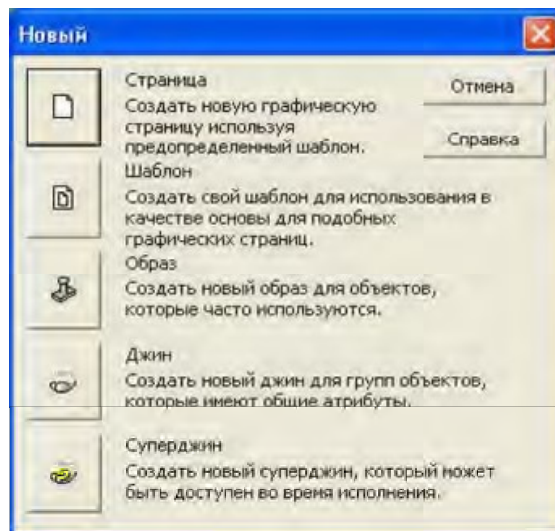 Новый
Страница
Отмена
Создать новую графическую
страницу используя
предопределенный шаблон.
Справка
Шаблон
Создать свой шаблон для использования в
качестве основы для подобных
графических страниц.
Образ
Создать новый образ для объектов,
которые часто используются.
Джин
Создать новый джин для групп объектов,
которые имеют общие атрибуты.
Суперджин
Создать новый суперджин, который может
быть доступен во время исполнения.